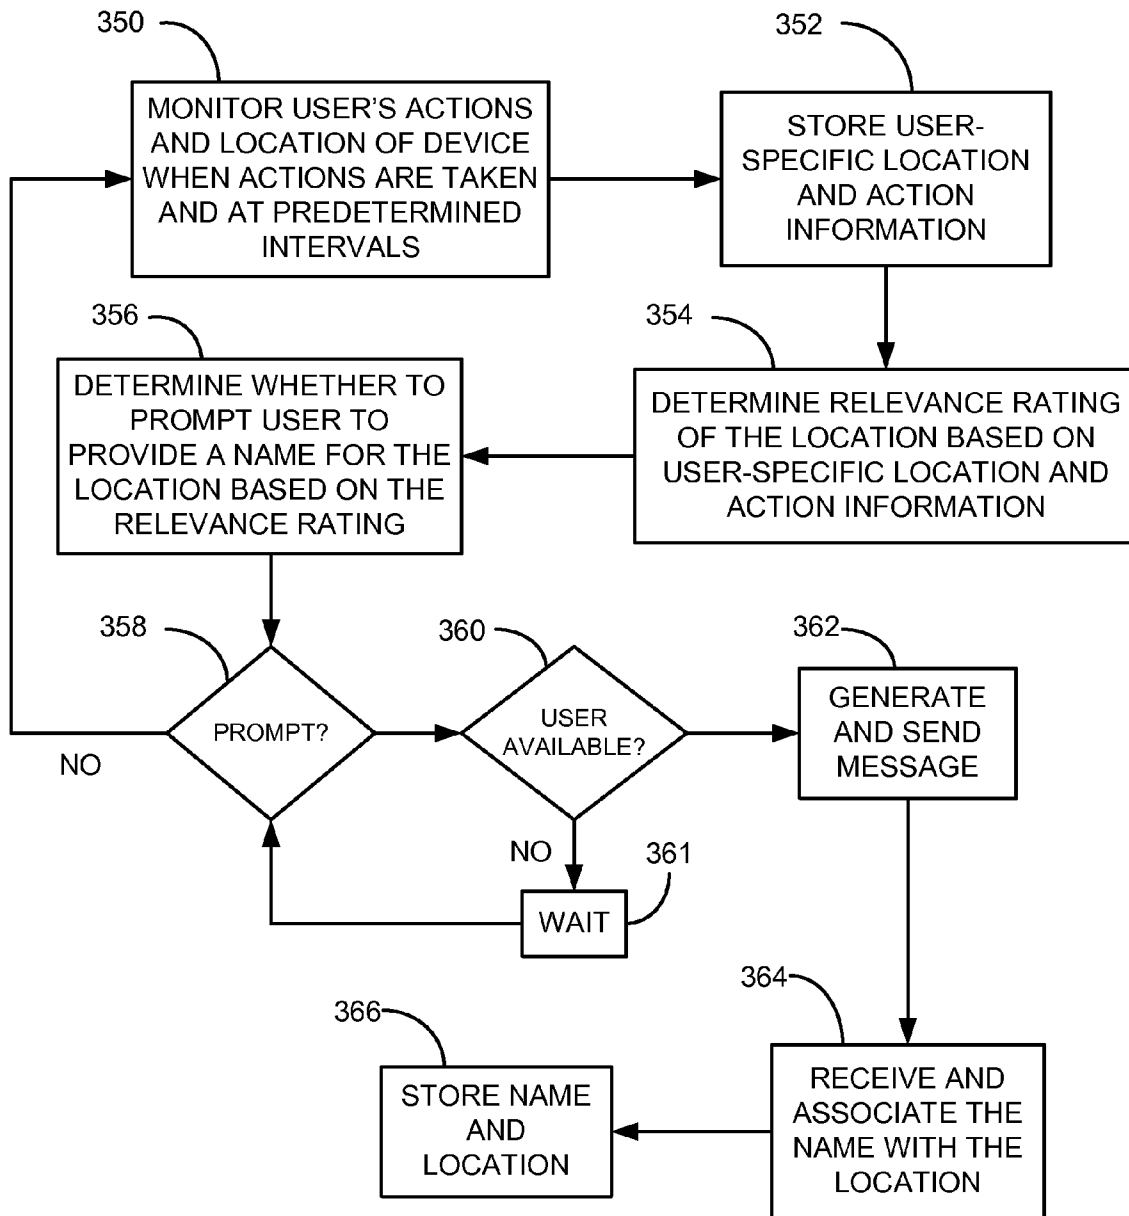 350
MONITOR USER'S ACTIONS
AND LOCATION OF DEVICE
WHEN ACTIONS ARE TAKEN
AND AT PREDETERMINED
INTERVALS
352
STORE USER-
SPECIFIC LOCATION
AND ACTION
INFORMATION
354
DETERMINE RELEVANCE RATING
OF THE LOCATION BASED ON
USER-SPECIFIC LOCATION AND
ACTION INFORMATION
356
DETERMINE WHETHER TO
PROMPT USER TO
PROVIDE A NAME FOR THE
LOCATION BASED ON THE
RELEVANCE RATING
358
PROMPT?
NO
360
USER
AVAILABLE?
NO
361
WAIT
362
GENERATE
AND SEND
MESSAGE
364
RECEIVE AND
ASSOCIATE THE
NAME WITH THE
LOCATION
366
STORE NAME
AND
LOCATION